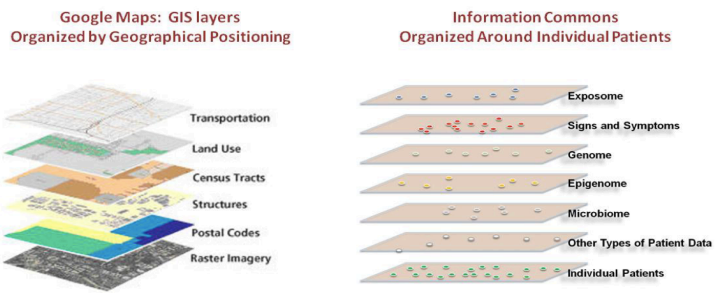 Google Maps:  GIS layers
Organized by Geographical Positioning
Transportation
Land Use
Census Tracts
Structures
Postal Codes
Raster Imagery
Information Commons
Organized Around Individual Patients
Exposome
Signs and Symptoms
Genome
Epigenome
Microbiome
Other Types of Patient Data
Individual Patients